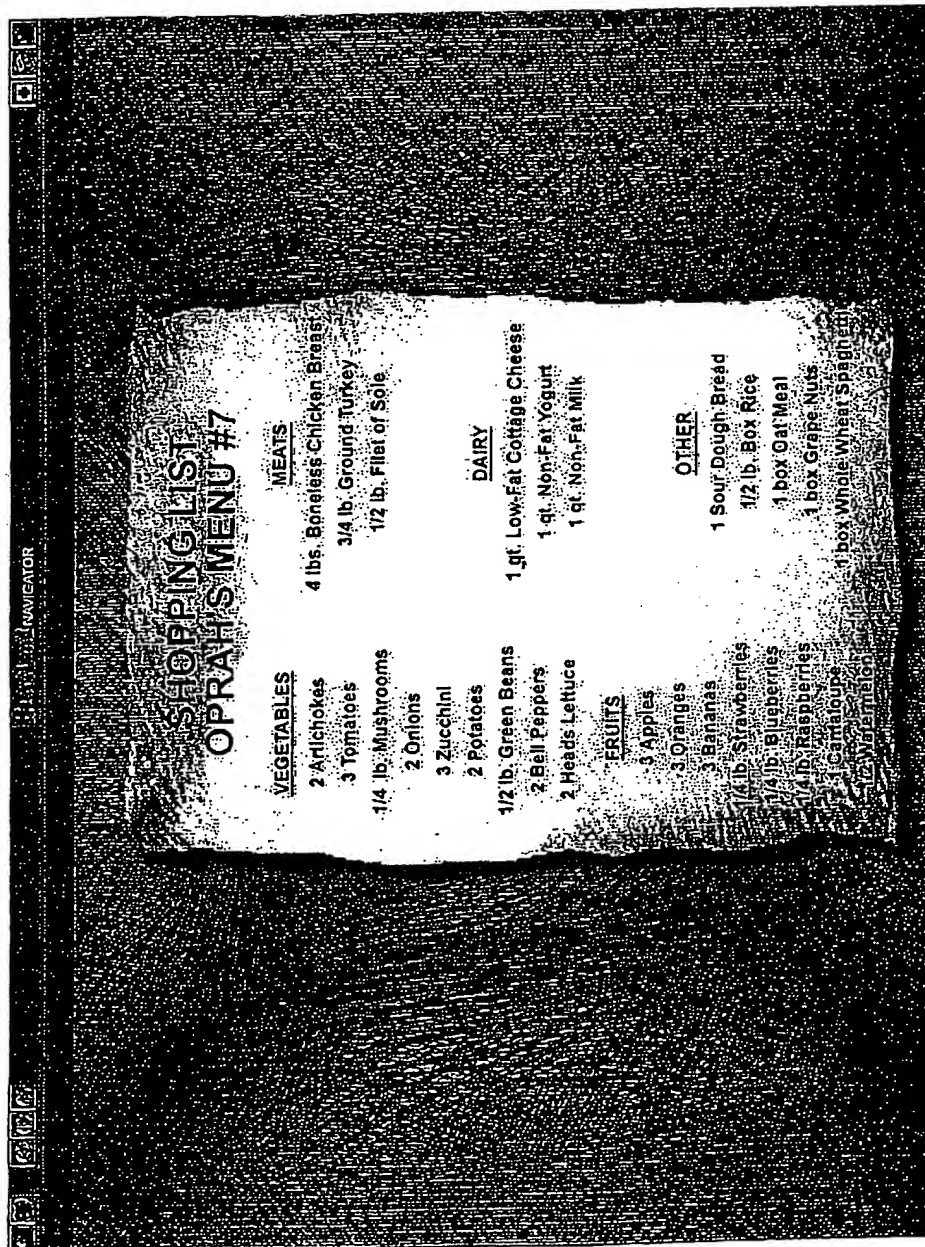 NAVIGATOR
SHOPPING LIST
OPRAH'S MENU #7
VEGETABLES
2 Artichokes
3 Tomatoes
1/4 lb. Mushrooms
2 Onions
3 Zucchini
2 Potatoes
1/2 lb. Green Beans
2 Bell Peppers
2 Heads Lettuce
FRUITS
3 Apples
3 Oranges
3 Bananas
1/4 lb. Strawberries
1/4 lb. Blueberries
1/4 lb. Raspberries
1 Cantaloupe
1/2 Watermelon
MEATS
4 lbs. Boneless Chicken Breast
3/4 lb. Ground Turkey
1/2 lb. Filet of Sole
DAIRY
1 qt. Low-Fat Cottage Cheese
1 qt. Non-Fat Yogurt
1 qt. Non-Fat Milk
OTHER
1 Sour Dough Bread
1/2 lb. Box Rice
1 box Oat Meal
1 box Grape Nuts
1 box Whole Wheat Spaghetti